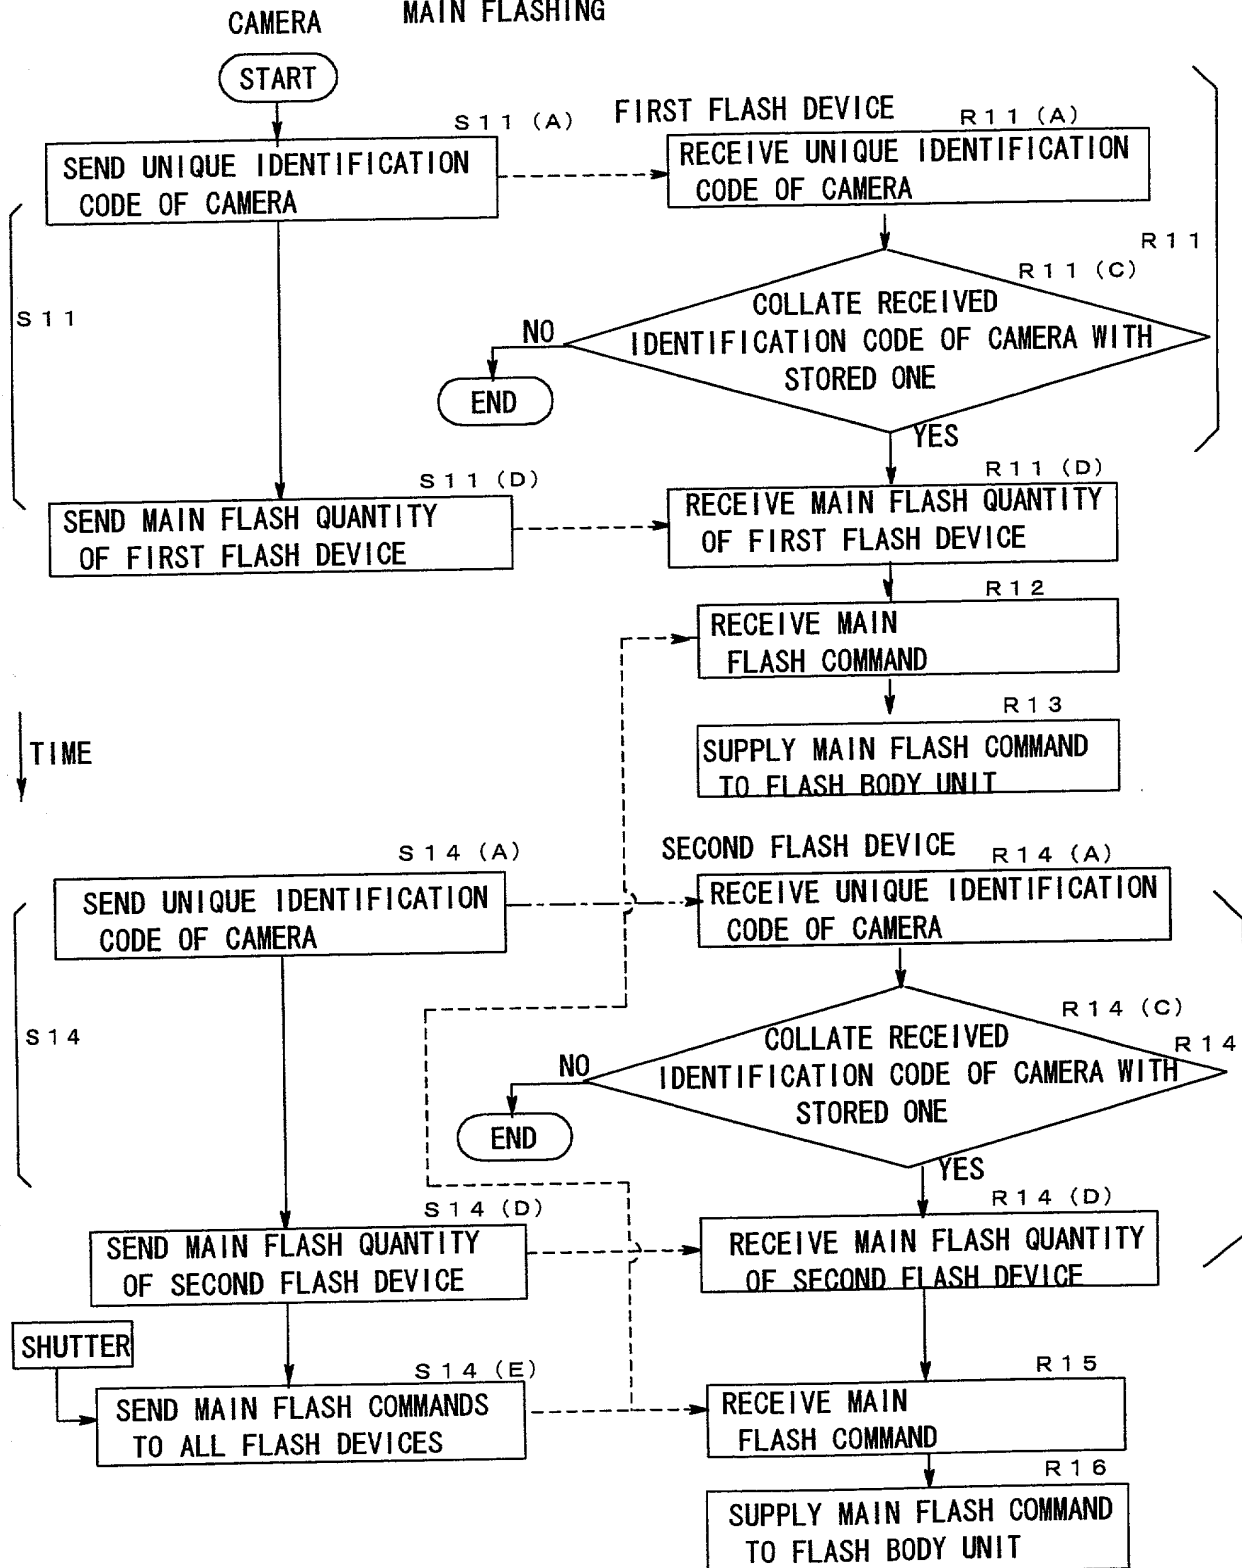 MAIN FLASHING
CAMERA
START
S11 (A)
FIRST FLASH DEVICE
R11 (A)
SEND UNIQUE IDENTIFICATION
CODE OF CAMERA
RECEIVE UNIQUE IDENTIFICATION
CODE OF CAMERA
R11
R11 (C)
S11
COLLATE RECEIVED
IDENTIFICATION CODE OF CAMERA WITH
STORED ONE
NO
END
YES
S11 (D)
R11 (D)
SEND MAIN FLASH QUANTITY
OF FIRST FLASH DEVICE
RECEIVE MAIN FLASH QUANTITY
OF FIRST FLASH DEVICE
R12
RECEIVE MAIN
FLASH COMMAND
R13
TIME
SUPPLY MAIN FLASH COMMAND
TO FLASH BODY UNIT
S14 (A)
SECOND FLASH DEVICE
R14 (A)
SEND UNIQUE IDENTIFICATION
CODE OF CAMERA
RECEIVE UNIQUE IDENTIFICATION
CODE OF CAMERA
S14
R14 (C)
R14
COLLATE RECEIVED
IDENTIFICATION CODE OF CAMERA WITH
STORED ONE
NO
END
YES
S14 (D)
R14 (D)
SEND MAIN FLASH QUANTITY
OF SECOND FLASH DEVICE
RECEIVE MAIN FLASH QUANTITY
OF SECOND FLASH DEVICE
SHUTTER
S14 (E)
R15
SEND MAIN FLASH COMMANDS
TO ALL FLASH DEVICES
RECEIVE MAIN
FLASH COMMAND
R16
SUPPLY MAIN FLASH COMMAND
TO FLASH BODY UNIT